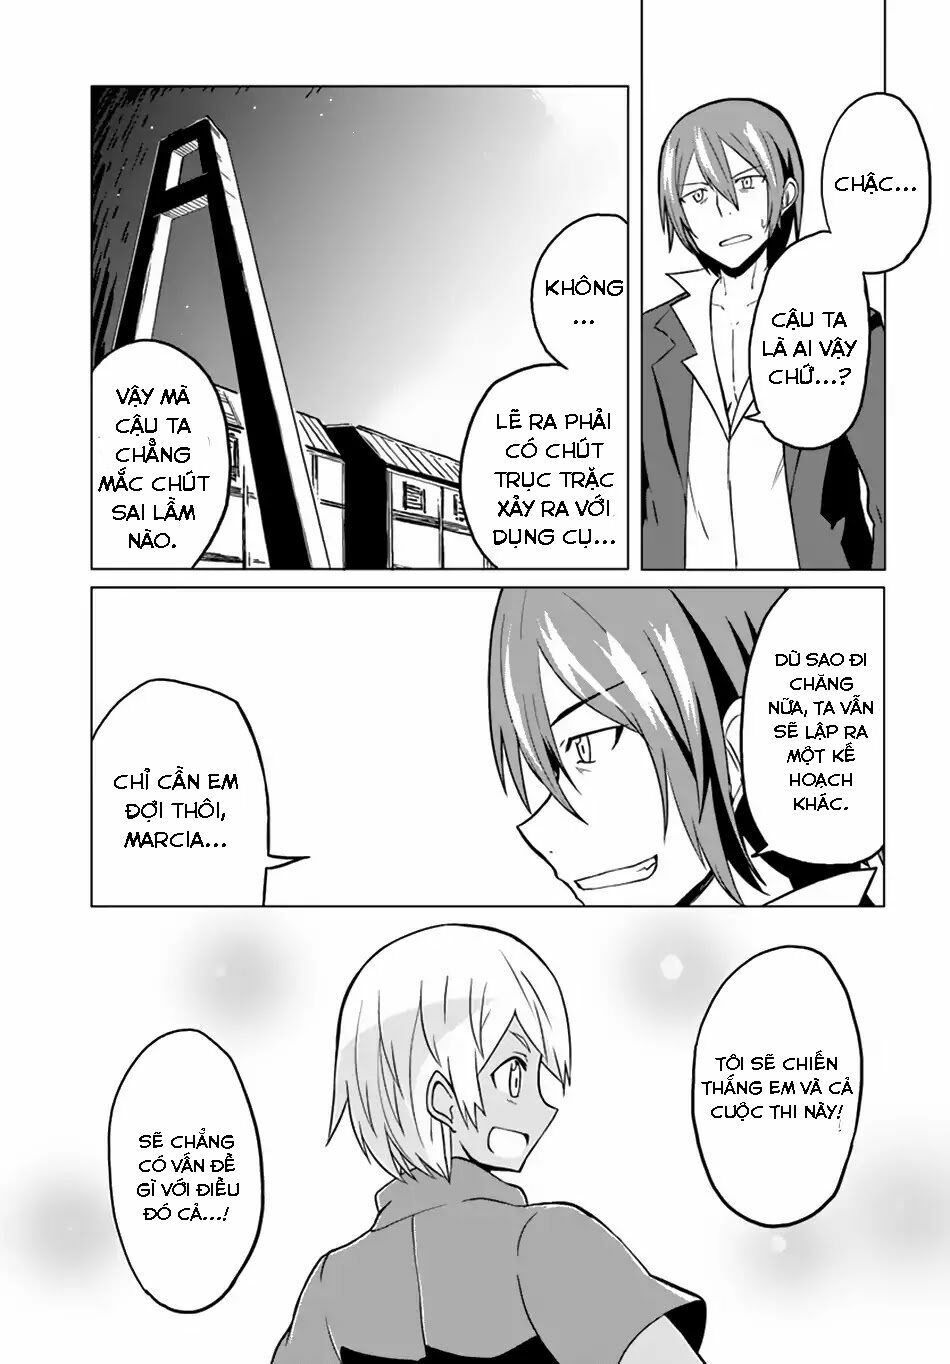 CHẬC...
CẬU TA
LÀ AI VẬY
CHỨ...?
KHÔNG
...
LẼ RA PHẢI
CÓ CHÚT
TRỤC TRẶC
XẢY RA VỚI
DỤNG CỤ...
VẬY MÀ
CẬU TA
CHẲNG
MẮC CHÚT
SAI LẦM
NÀO.
DÙ SAO ĐI
CHĂNG
NỮA, TA VẪN
SẼ LẬP RA
MỘT KẾ
HOẠCH
KHÁC.
CHỈ CẦN EM
ĐỢI THÔI,
MARCIA...
TÔI SẼ CHIẾN
THẮNG EM VÀ CẢ
CUỘC THI NÀY!
SẼ CHẲNG
CÓ VẤN ĐỀ
GÌ VỚI ĐIỀU
ĐÓ CẢ...!